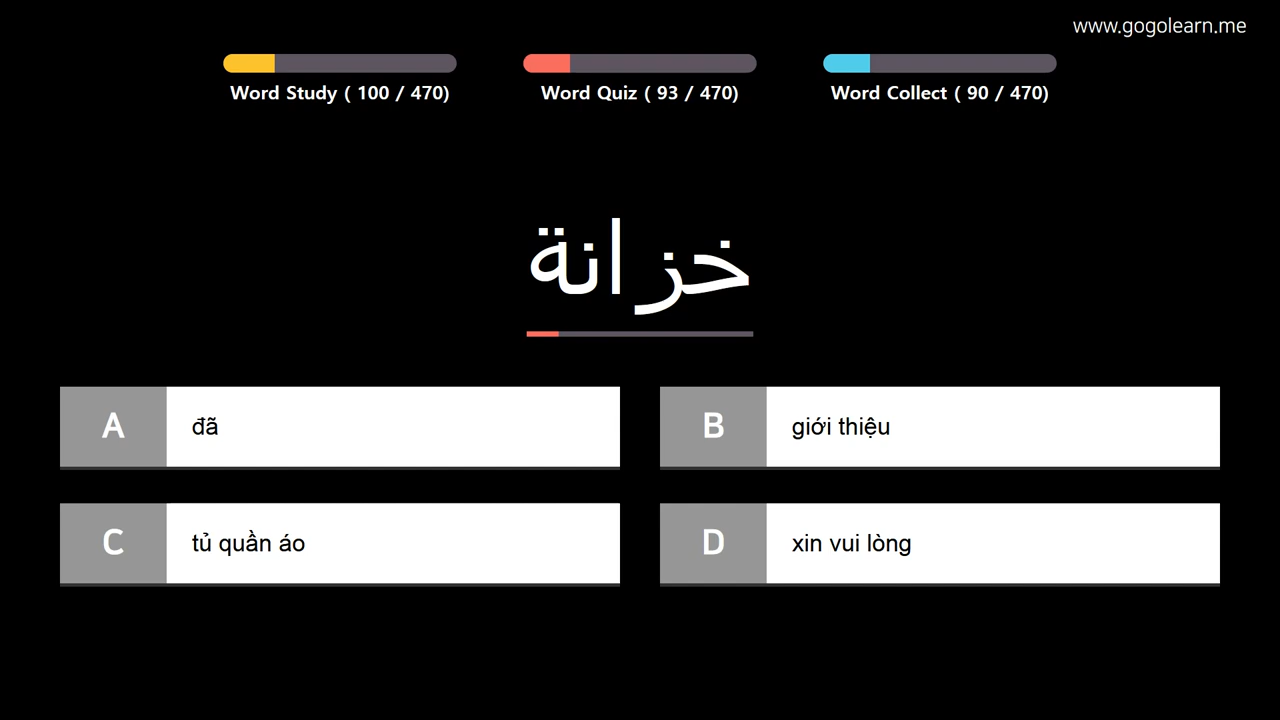 www.gogolearn.me
Word Study ( 100 / 470)
Word Quiz ( 93 / 470)
Word Collect ( 90 / 470)
خزانة
A
đã
B
giới thiệu
C
tủ quần áo
D
xin vui lòng